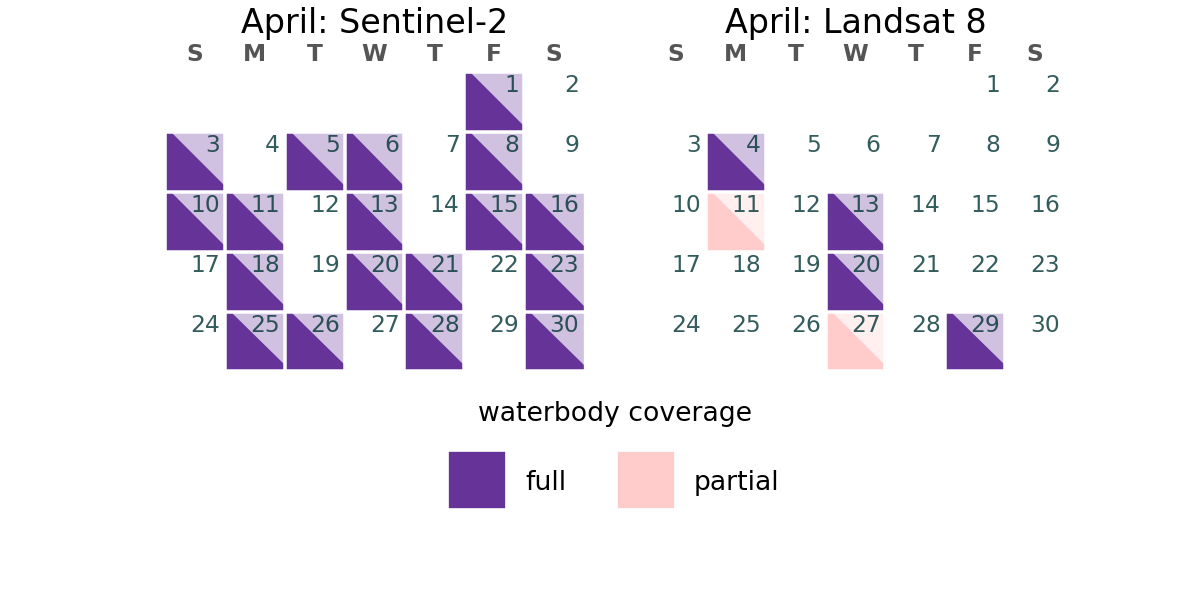 April: Sentinel-2
S M T W T F S
1 2
3 4 5 6 7 8 9
10 11 12 13 14 15 16
17 18 19 20 21 22 23
24 25 26 27 28 29 30
April: Landsat 8
S M T W T F S
1 2
3 4 5 6 7 8 9
10 11 12 13 14 15 16
17 18 19 20 21 22 23
24 25 26 27 28 29 30
waterbody coverage
full partial